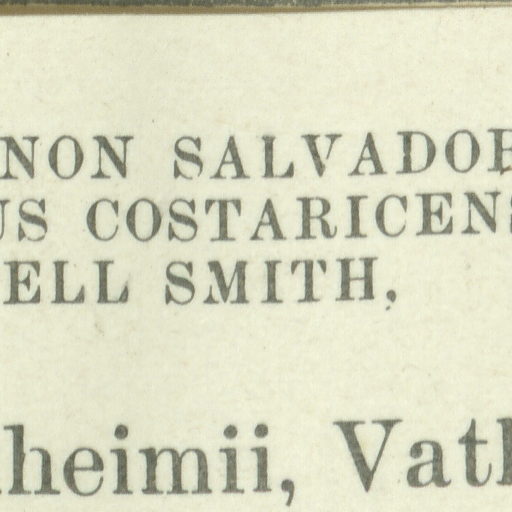 NON SALVADOR
US COSTARICENS
ELL SMITH,
heimii, Vath